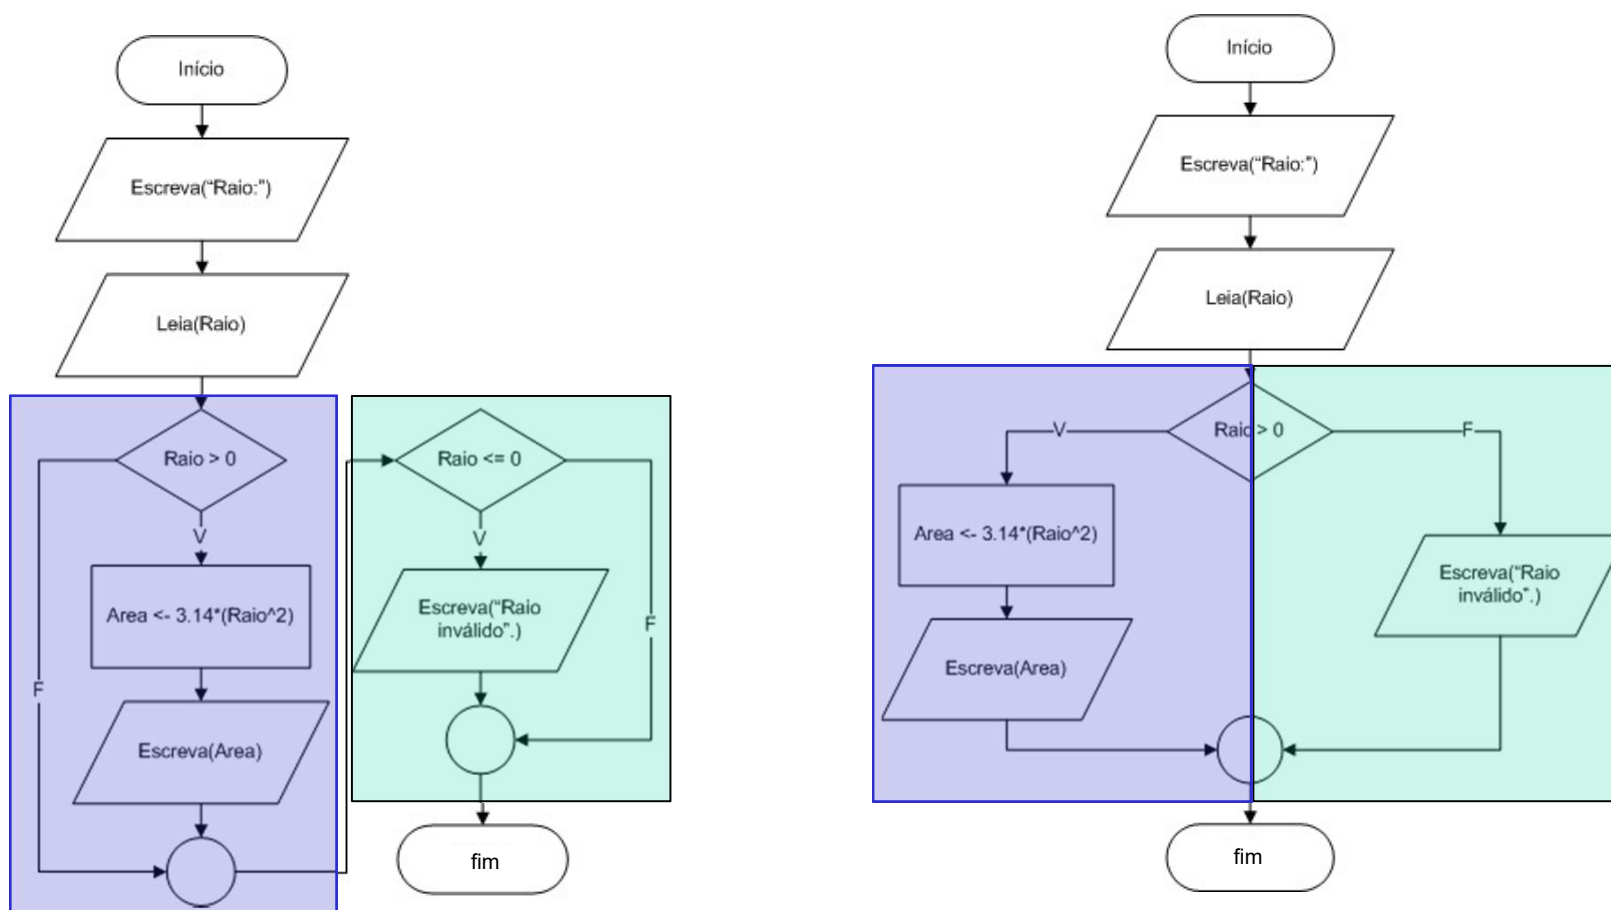 Início
Escreva(“Raio:”)
Leia(Raio)
Raio > 0
V
F
Area <- 3.14*(Raio^2)
Escreva(Area)
Raio <= 0
V
F
Escreva(“Raio
inválido”.)
fim
Início
Escreva(“Raio:”)
Leia(Raio)
Raio > 0
V
F
Area <- 3.14*(Raio^2)
Escreva(Area)
Escreva(“Raio
inválido”.)
fim